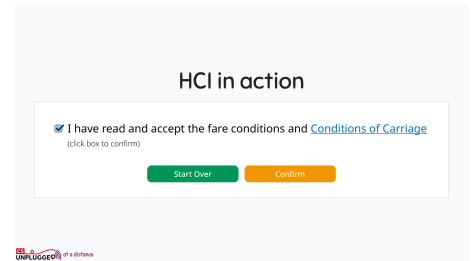 HCI in action
I have read and accept the fare conditions and Conditions of Carriage
(click box to confirm)
Start Over
Confirm
CS
UNPLUGGED at a distance